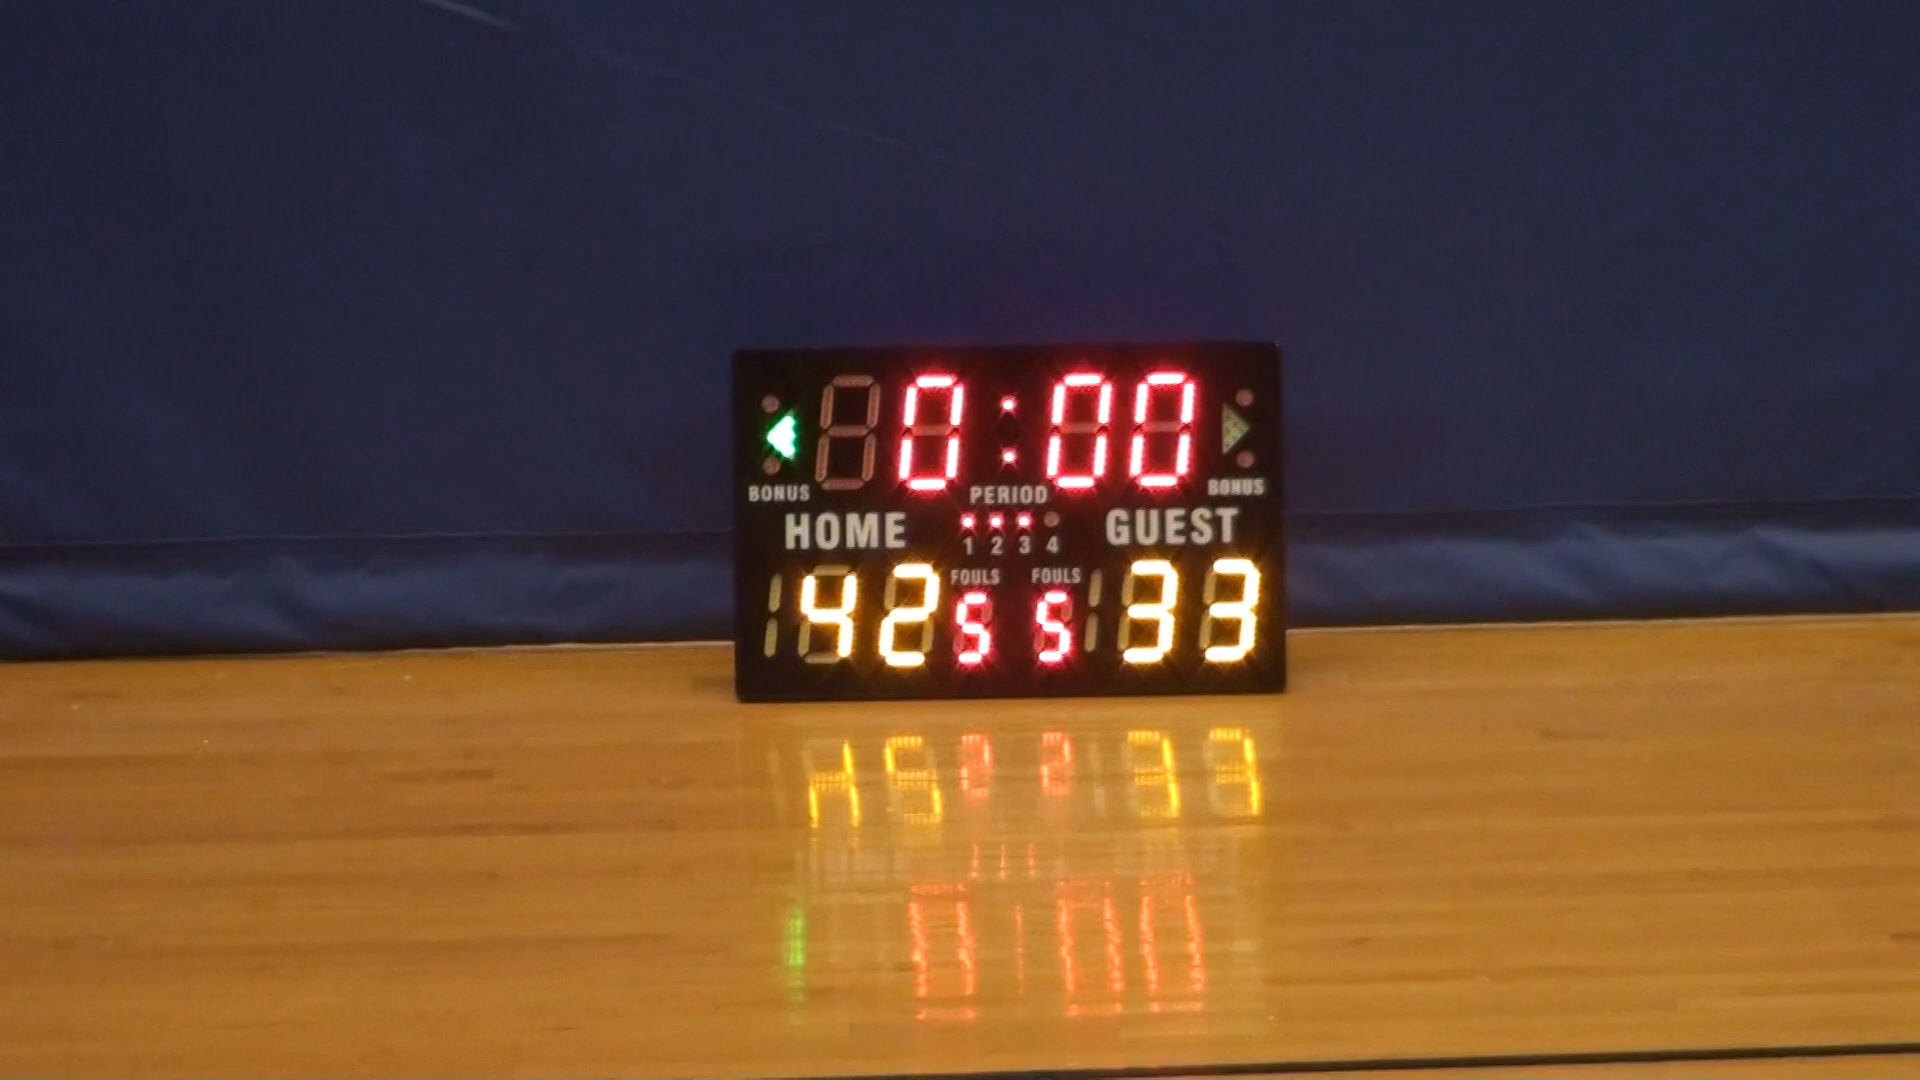 0:00
BONUS PERIOD BONUS
HOME 1 2 3 4 GUEST
FOULS FOULS
42 5 5 33